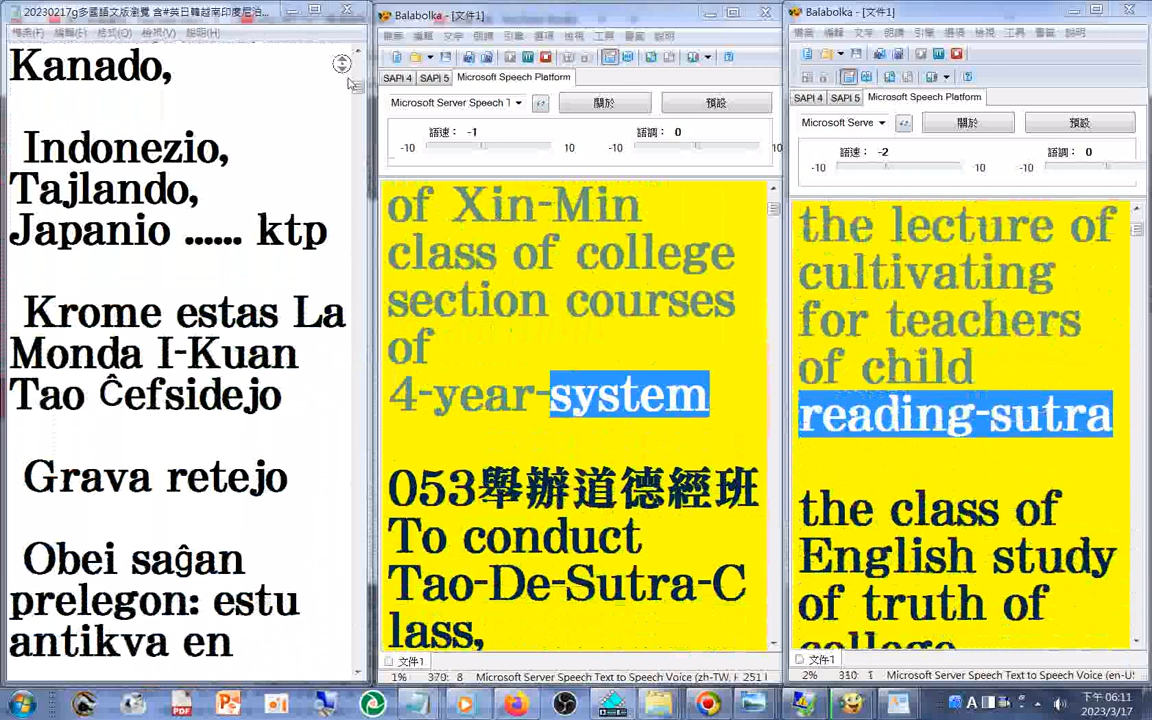 20230217g多國語文版瀏覽 含#英日韓越南印度尼泊...
檔案(F) 編輯(E) 格式(O) 檢視(V) 說明(H)
Kanado,
Indonezio,
Tajlando,
Japanio ...... ktp
Krome estas La
Monda I-Kuan
Tao Ĉefsidejo
Grava retejo
Obei saĝan
prelegon: estu
antikva en
Balabolka - [文件1]
SAPI 4 SAPI 5 Microsoft Speech Platform
Microsoft Server Speech T
關於
預設
語速： -1
語調： 0
-10 10 -10 10
of Xin-Min
class of college
section courses
of
4-year-system
053舉辦道德經班
To conduct
Tao-De-Sutra-C
lass,
文件1
1% 370: 8 Microsoft Server Speech Text to Speech Voice (zh-TW, 251 I
Balabolka - [文件1]
SAPI 4 SAPI 5 Microsoft Speech Platform
Microsoft Serve
關於
預設
語速： -2
語調： 0
-10 10 -10
the lecture of
cultivating
for teachers
of child
reading-sutra
the class of
English study
of truth of
college
文件1
2% 310: 1 Microsoft Server Speech Text to Speech Voice (en-U
下午 06:11
2023/3/17